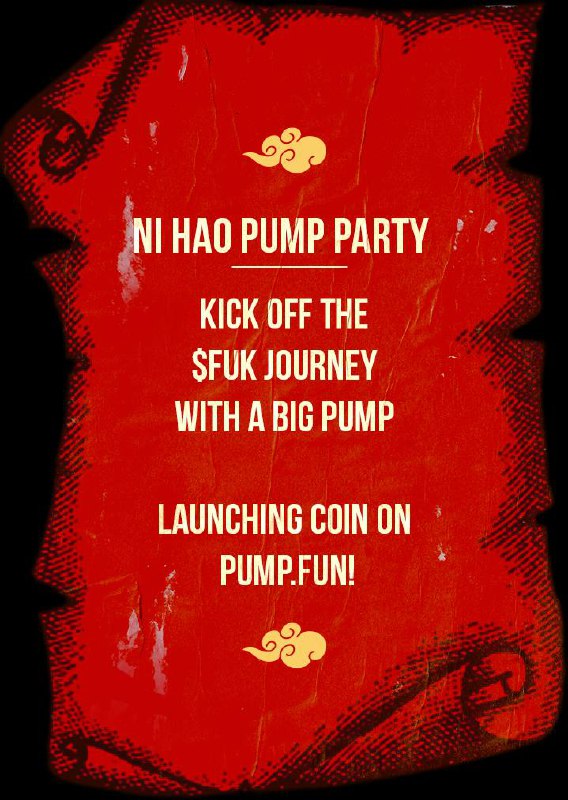 NI HAO PUMP PARTY
KICK OFF THE
$FUK JOURNEY
WITH A BIG PUMP
LAUNCHING COIN ON
PUMP.FUN!